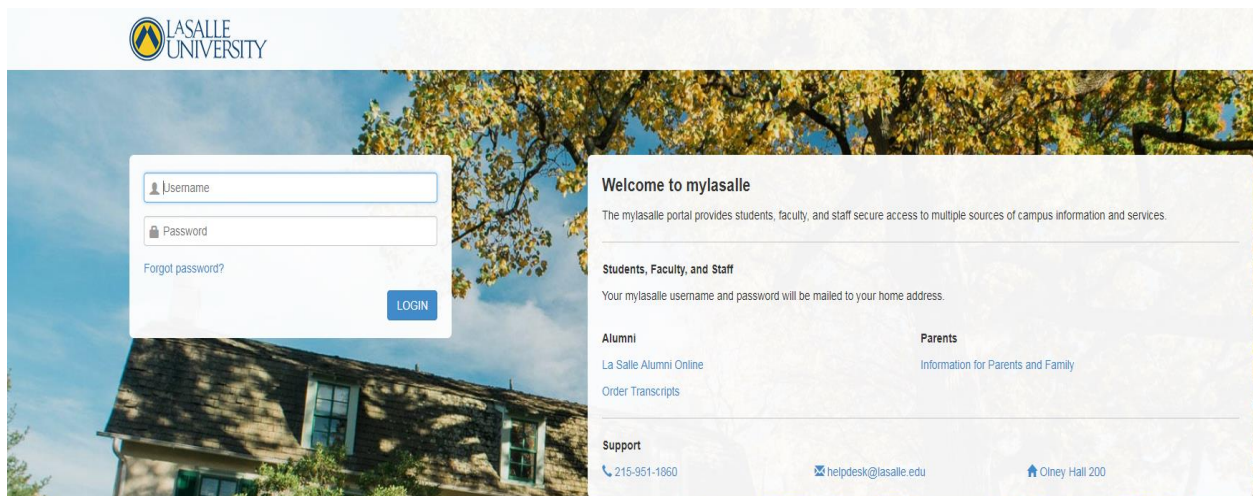 LASALLE
UNIVERSITY
Username
Password
Forgot password?
LOGIN
Welcome to mylasalle
The mylasalle portal provides students, faculty, and staff secure access to multiple sources of campus information and services.
Students, Faculty, and Staff
Your mylasalle username and password will be mailed to your home address.
Alumni
Parents
La Salle Alumni Online
Information for Parents and Family
Order Transcripts
Support
215-951-1860
helpdesk@lasalle.edu
Olney Hall 200